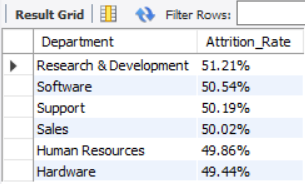 Result Grid Filter Rows:
Department Attrition_Rate
Research & Development 51.21%
Software 50.54%
Support 50.19%
Sales 50.02%
Human Resources 49.86%
Hardware 49.44%